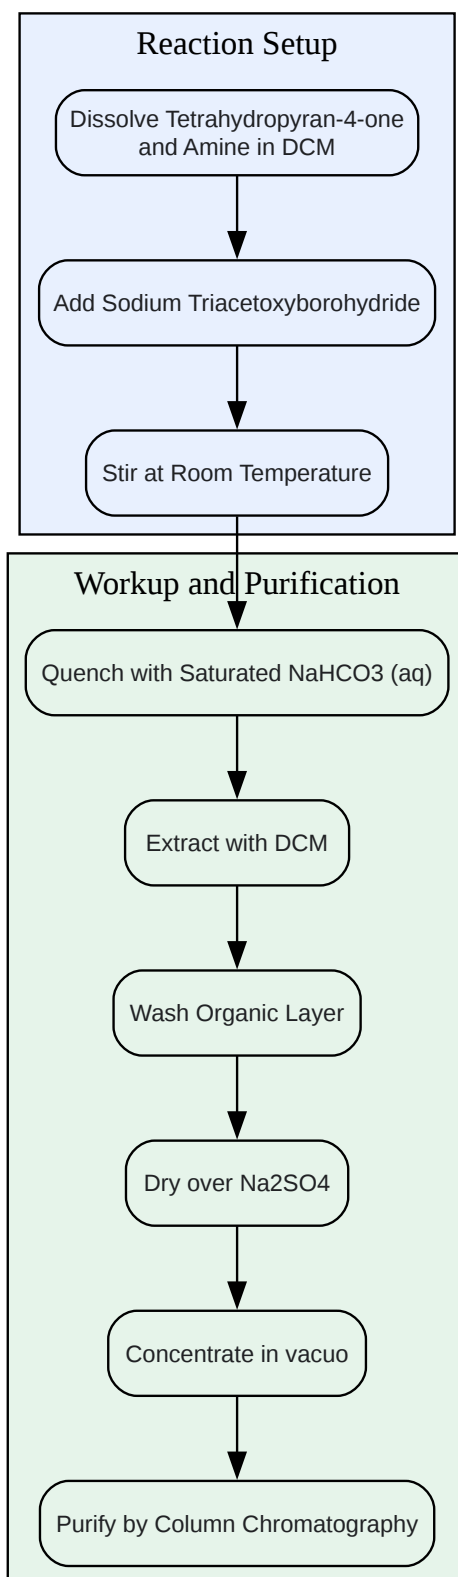 Reaction Setup
Dissolve Tetrahydropyran-4-one
and Amine in DCM
Add Sodium Triacetoxyborohydride
Stir at Room Temperature
Workup and Purification
Quench with Saturated NaHCO3 (aq)
Extract with DCM
Wash Organic Layer
Dry over Na2SO4
Concentrate in vacuo
Purify by Column Chromatography